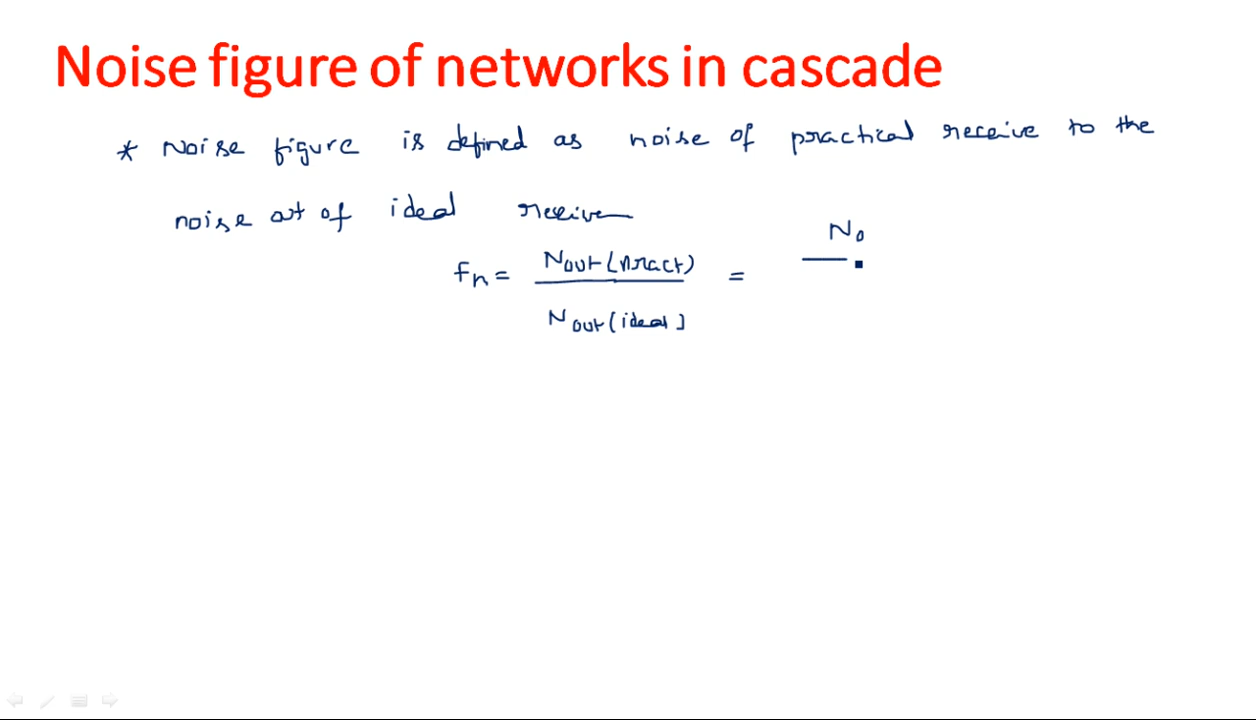 Noise figure of networks in cascade
* Noise figure is defined as noise of practical receive to the
noise out of ideal receiver
Fn = Nout(pract) / Nout(ideal) = No